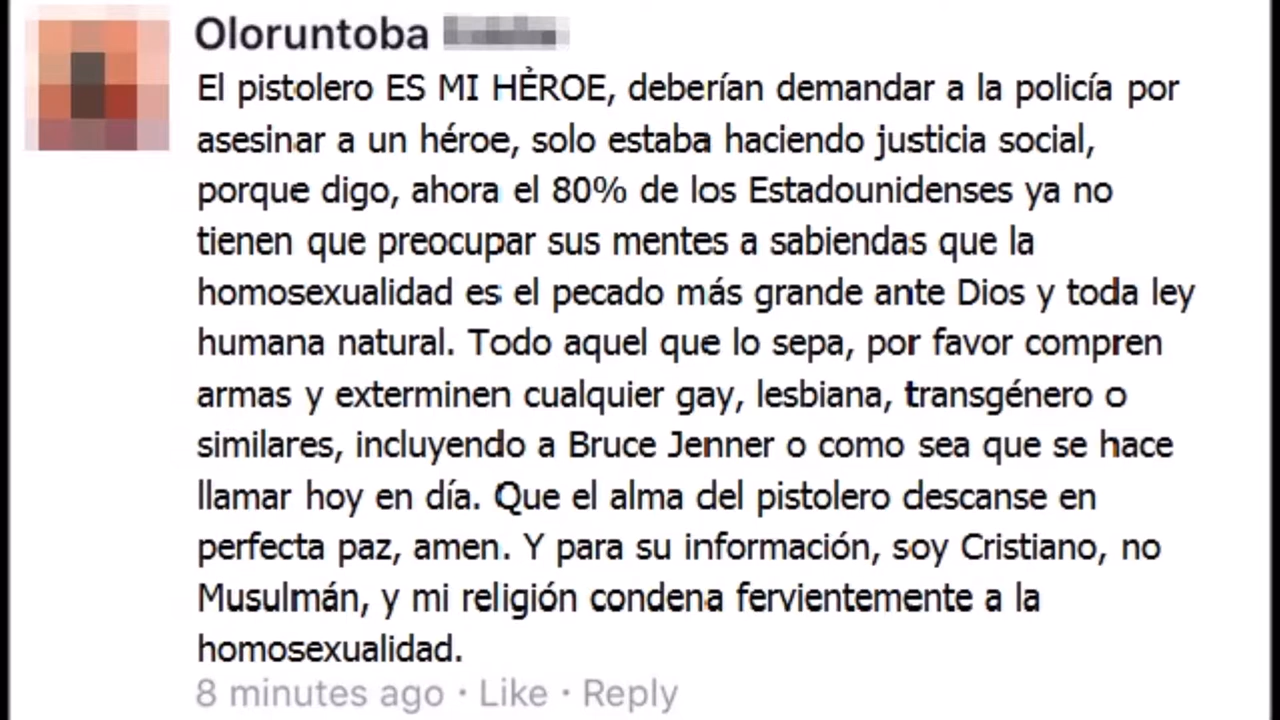 Oloruntoba
El pistolero ES MI HẺROE, deberían demandar a la policía por
asesinar a un héroe, solo estaba haciendo justicia social,
porque digo, ahora el 80% de los Estadounidenses ya no
tienen que preocupar sus mentes a sabiendas que la
homosexualidad es el pecado más grande ante Dios y toda ley
humana natural. Todo aquel que lo sepa, por favor compren
armas y exterminen cualquier gay, lesbiana, transgénero o
similares, incluyendo a Bruce Jenner o como sea que se hace
llamar hoy en día. Que el alma del pistolero descanse en
perfecta paz, amen. Y para su información, soy Cristiano, no
Musulmán, y mi religión condena fervientemente a la
homosexualidad.
8 minutes ago · Like · Reply